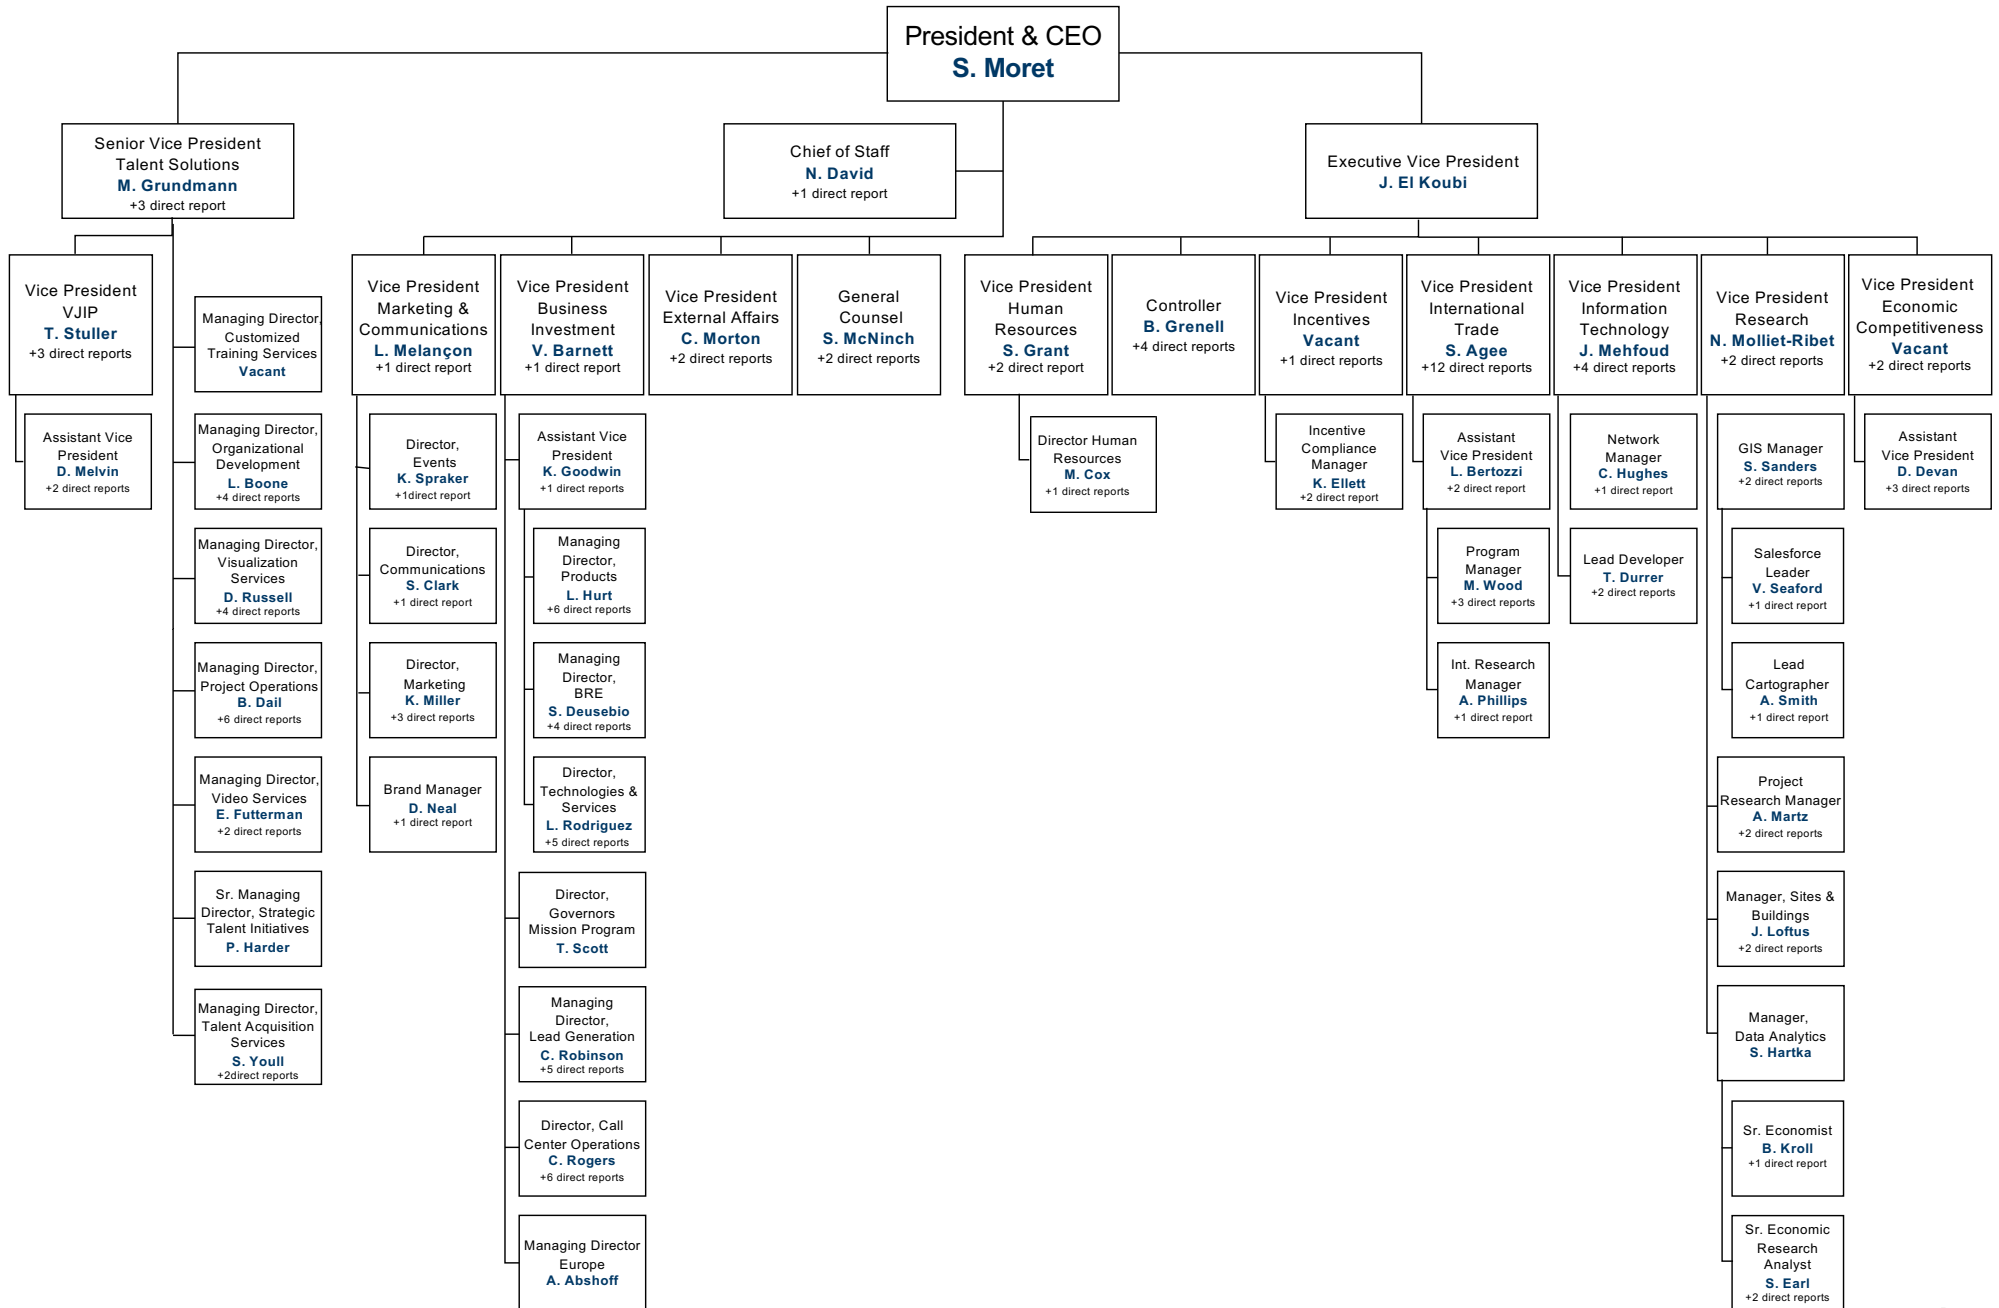 President & CEO
S. Moret
Senior Vice President
Talent Solutions
M. Grundmann
+3 direct report
Chief of Staff
N. David
+1 direct report
Executive Vice President
J. El Koubi
Vice President
VJIP
T. Stuller
+3 direct reports
Assistant Vice
President
D. Melvin
+2 direct reports
Managing Director,
Customized
Training Services
Vacant
Managing Director,
Organizational
Development
L. Boone
+4 direct reports
Managing Director,
Visualization
Services
D. Russell
+4 direct reports
Managing Director,
Project Operations
B. Dail
+6 direct reports
Managing Director,
Video Services
E. Futterman
+2 direct reports
Sr. Managing
Director, Strategic
Talent Initiatives
P. Harder
Managing Director,
Talent Acquisition
Services
S. Youll
+2direct reports
Vice President
Marketing &
Communications
L. Melançon
+1 direct report
Director,
Events
K. Spraker
+1direct report
Director,
Communications
S. Clark
+1 direct report
Director,
Marketing
K. Miller
+3 direct reports
Brand Manager
D. Neal
+1 direct report
Vice President
Business
Investment
V. Barnett
+1 direct report
Assistant Vice
President
K. Goodwin
+1 direct reports
Managing
Director,
Products
L. Hurt
+6 direct reports
Managing
Director,
BRE
S. Deusebio
+4 direct reports
Director,
Technologies &
Services
L. Rodriguez
+5 direct reports
Director,
Governors
Mission Program
T. Scott
Managing
Director,
Lead Generation
C. Robinson
+5 direct reports
Director, Call
Center Operations
C. Rogers
+6 direct reports
Managing Director
Europe
A. Abshoff
Vice President
External Affairs
C. Morton
+2 direct reports
General
Counsel
S. McNinch
+2 direct reports
Vice President
Human
Resources
S. Grant
+2 direct report
Director Human
Resources
M. Cox
+1 direct reports
Controller
B. Grenell
+4 direct reports
Vice President
Incentives
Vacant
+1 direct reports
Incentive
Compliance
Manager
K. Ellett
+2 direct report
Vice President
International
Trade
S. Agee
+12 direct reports
Assistant
Vice President
L. Bertozzi
+2 direct report
Program
Manager
M. Wood
+3 direct reports
Int. Research
Manager
A. Phillips
+1 direct report
Vice President
Information
Technology
J. Mehfoud
+4 direct reports
Network
Manager
C. Hughes
+1 direct report
Lead Developer
T. Durrer
+2 direct reports
Vice President
Research
N. Molliet-Ribet
+2 direct reports
GIS Manager
S. Sanders
+2 direct reports
Salesforce
Leader
V. Seaford
+1 direct report
Lead
Cartographer
A. Smith
+1 direct report
Project
Research Manager
A. Martz
+2 direct reports
Manager, Sites &
Buildings
J. Loftus
+2 direct reports
Manager,
Data Analytics
S. Hartka
Sr. Economist
B. Kroll
+1 direct report
Sr. Economic
Research
Analyst
S. Earl
+2 direct reports
Vice President
Economic
Competitiveness
Vacant
+2 direct reports
Assistant
Vice President
D. Devan
+3 direct reports